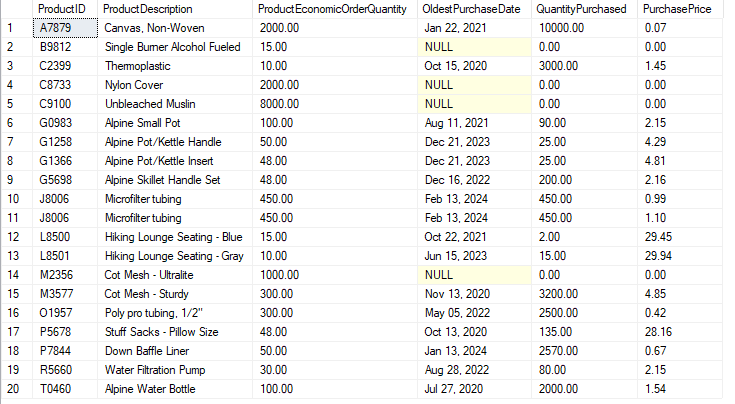 ProductID ProductDescription ProductEconomicOrderQuantity OldestPurchaseDate QuantityPurchased PurchasePrice
1 A7879 Canvas, Non-Woven 2000.00 Jan 22, 2021 10000.00 0.07
2 B9812 Single Burner Alcohol Fueled 15.00 NULL 0.00 0.00
3 C2399 Thermoplastic 10.00 Oct 15, 2020 3000.00 1.45
4 C8733 Nylon Cover 2000.00 NULL 0.00 0.00
5 C9100 Unbleached Muslin 8000.00 NULL 0.00 0.00
6 G0983 Alpine Small Pot 100.00 Aug 11, 2021 90.00 2.15
7 G1258 Alpine Pot/Kettle Handle 50.00 Dec 21, 2023 25.00 4.29
8 G1366 Alpine Pot/Kettle Insert 48.00 Dec 21, 2023 25.00 4.81
9 G5698 Alpine Skillet Handle Set 48.00 Dec 16, 2022 200.00 2.16
10 J8006 Microfilter tubing 450.00 Feb 13, 2024 450.00 0.99
11 J8006 Microfilter tubing 450.00 Feb 13, 2024 450.00 1.10
12 L8500 Hiking Lounge Seating - Blue 15.00 Oct 22, 2021 2.00 29.45
13 L8501 Hiking Lounge Seating - Gray 10.00 Jun 15, 2023 15.00 29.94
14 M2356 Cot Mesh - Ultralite 1000.00 NULL 0.00 0.00
15 M3577 Cot Mesh - Sturdy 300.00 Nov 13, 2020 3200.00 4.85
16 O1957 Poly pro tubing, 1/2" 300.00 May 05, 2022 2500.00 0.42
17 P5678 Stuff Sacks - Pillow Size 48.00 Oct 13, 2020 135.00 28.16
18 P7844 Down Baffle Liner 50.00 Jan 13, 2024 2570.00 0.67
19 R5660 Water Filtration Pump 30.00 Aug 28, 2022 80.00 2.15
20 T0460 Alpine Water Bottle 100.00 Jul 27, 2020 2000.00 1.54